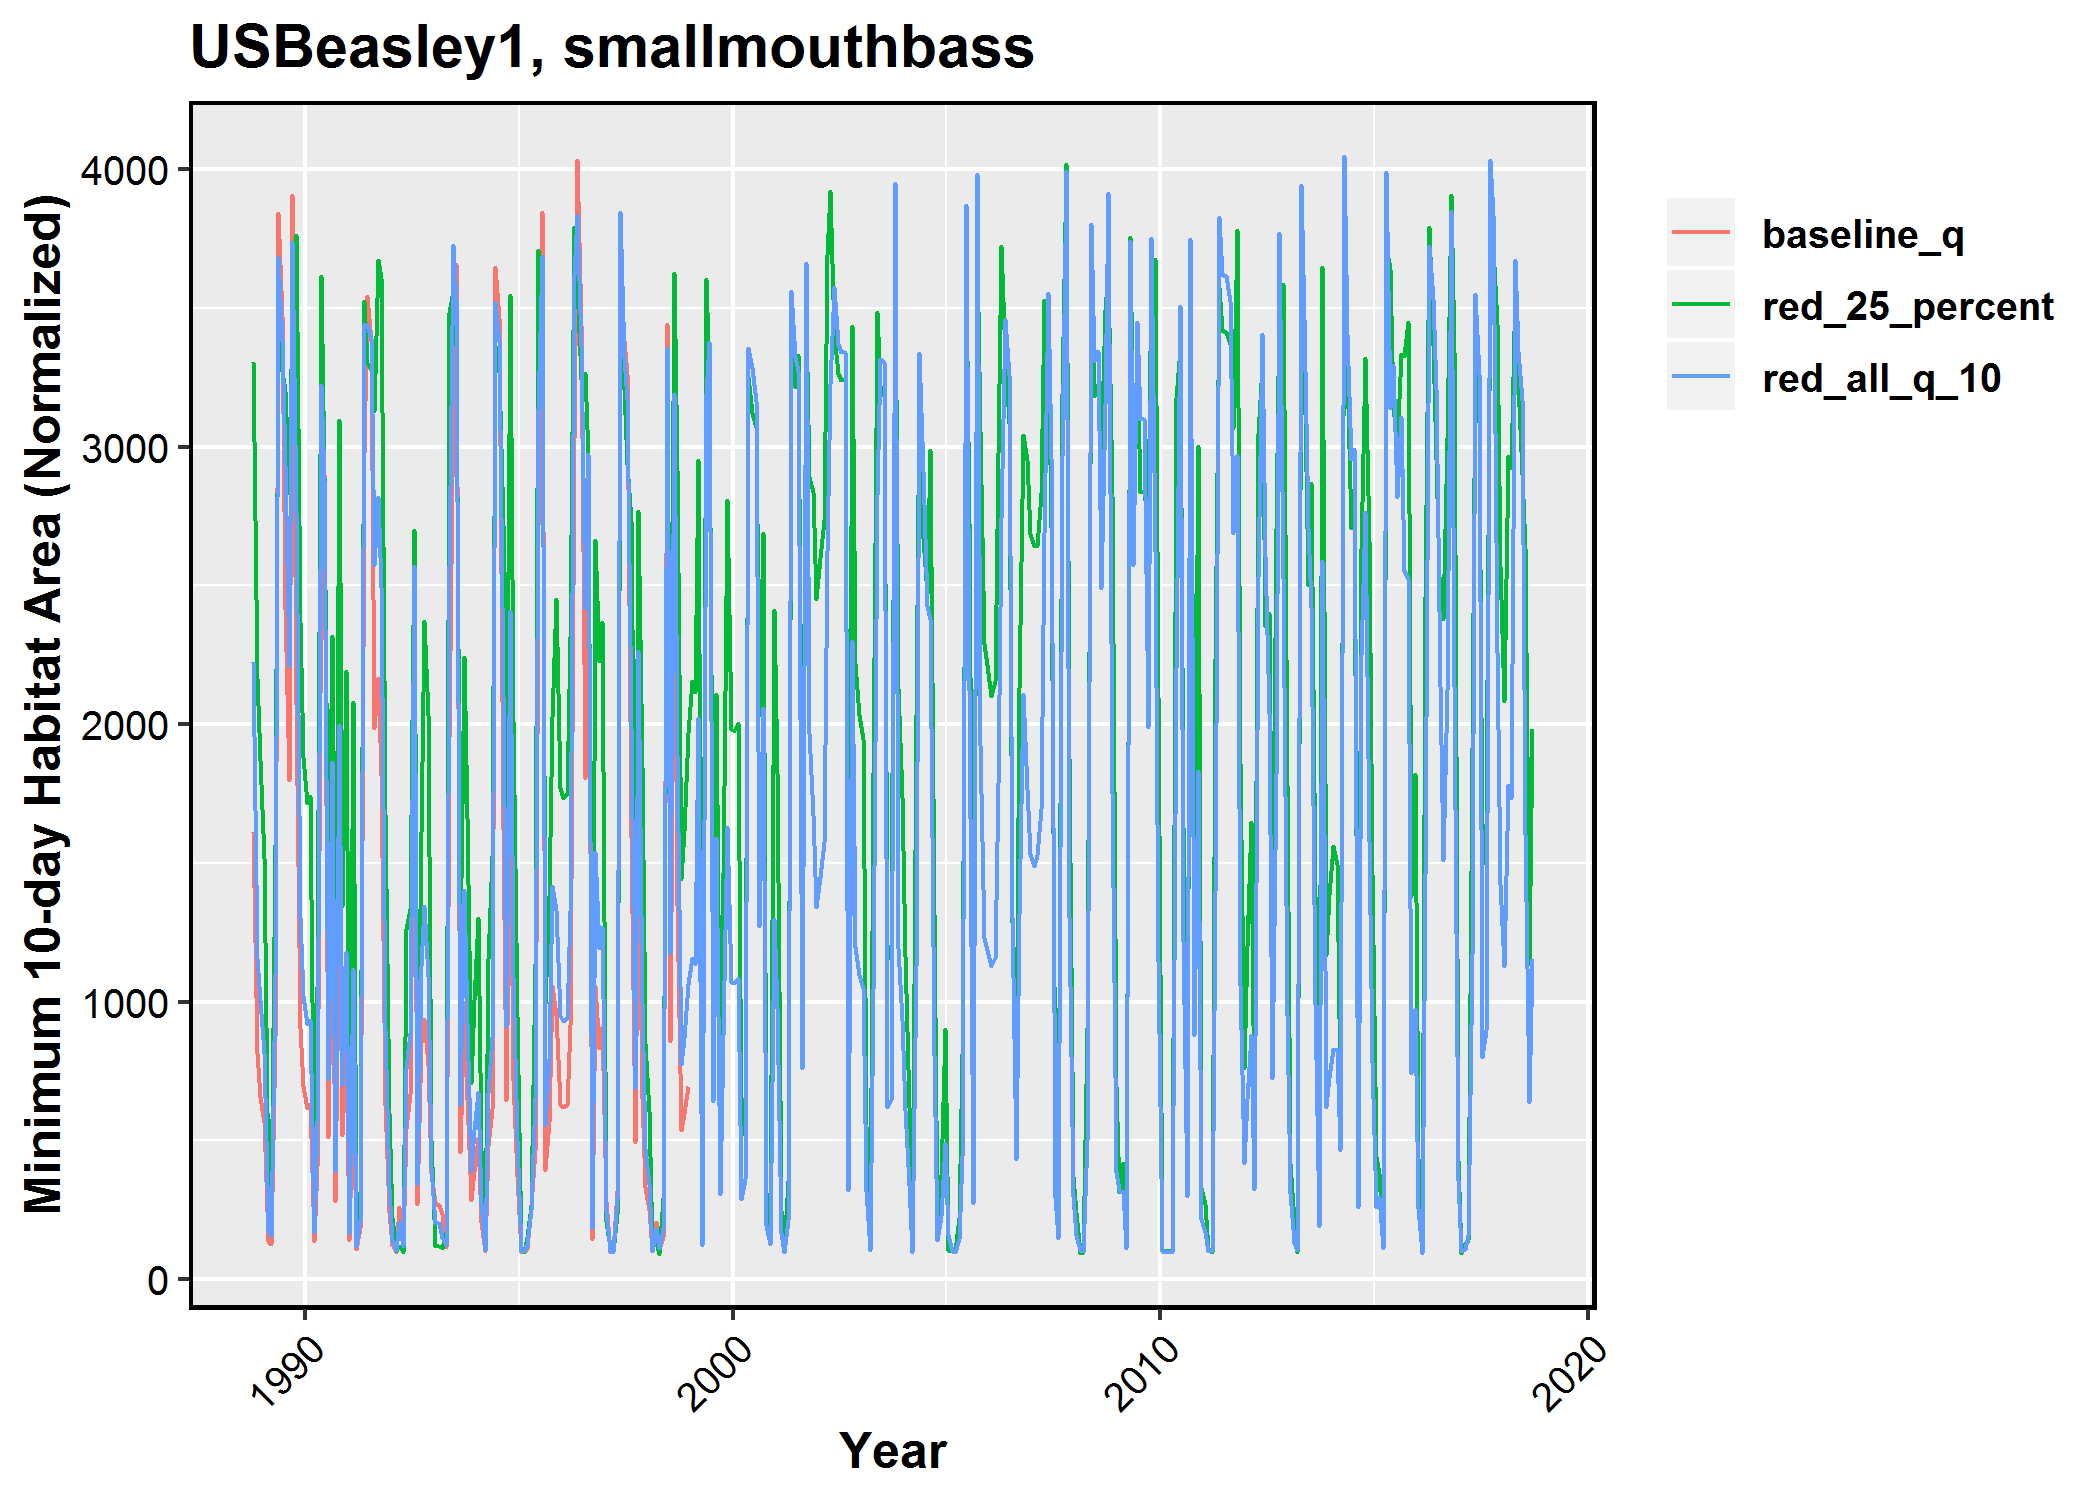 USBeasley1, smallmouthbass
Minimum 10-day Habitat Area (Normalized)
4000
3000
2000
1000
0
1990
2000
2010
2020
Year
baseline_q
red_25_percent
red_all_q_10